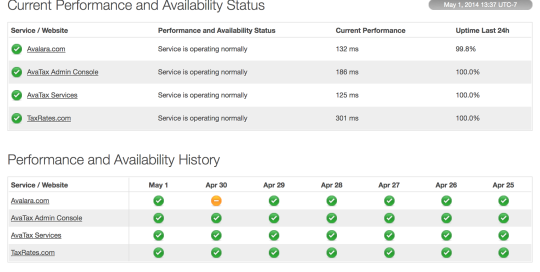 Current Performance and Availability Status
May 1, 2014 13:37 UTC-7
Service / Website Performance and Availability Status Current Performance Uptime Last 24h
Avalara.com Service is operating normally 132 ms 99.8%
AvaTax Admin Console Service is operating normally 186 ms 100.0%
AvaTax Services Service is operating normally 125 ms 100.0%
TaxRates.com Service is operating normally 301 ms 100.0%
Performance and Availability History
Service / Website May 1 Apr 30 Apr 29 Apr 28 Apr 27 Apr 26 Apr 25
Avalara.com
AvaTax Admin Console
AvaTax Services
TaxRates.com